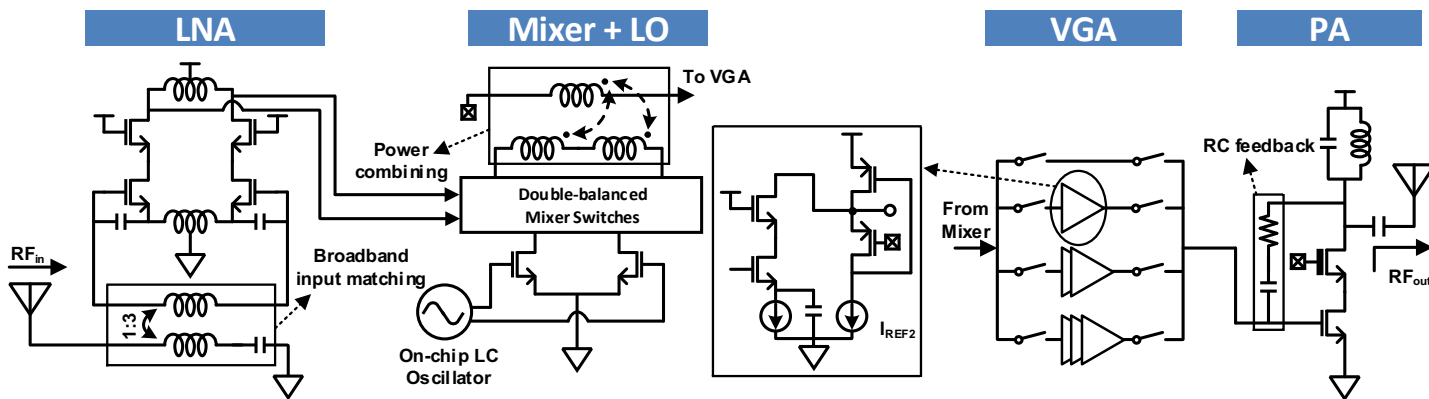 LNA
Mixer + LO
VGA
PA
To VGA
Power
combining
Double-balanced
Mixer Switches
RF feedback
From
Mixer
RFin
Broadband
input matching
1:3
On-chip LC
Oscillator
IREF2
RFout